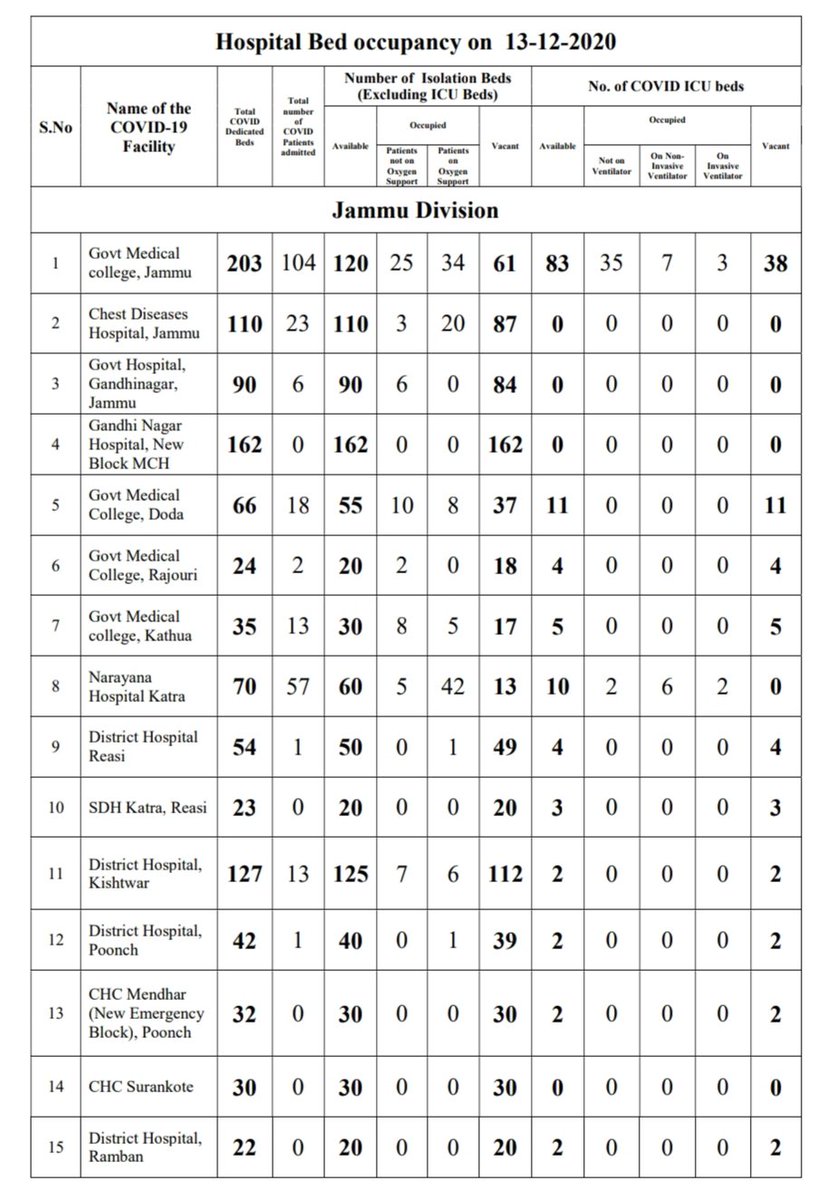 Hospital Bed occupancy on 13-12-2020
S.No
Name of the
COVID-19
Facility
Total
COVID
Dedicated
Beds
Total
number
of
COVID
Patients
admitted
Number of Isolation Beds
(Excluding ICU Beds)
No. of COVID ICU beds
Available
Occupied
Patients
not on
Oxygen
Support
Patients
on
Oxygen
Support
Vacant
Available
Occupied
Not on
Ventilator
On Non-
Invasive
Ventilator
On
Invasive
Ventilator
Vacant
Jammu Division
1
Govt Medical
college, Jammu
203 104 120 25 34 61 83 35 7 3 38
2
Chest Diseases
Hospital, Jammu
110 23 110 3 20 87 0 0 0 0 0
3
Govt Hospital,
Gandhinagar,
Jammu
90 6 90 6 0 84 0 0 0 0 0
4
Gandhi Nagar
Hospital, New
Block MCH
162 0 162 0 0 162 0 0 0 0 0
5
Govt Medical
College, Doda
66 18 55 10 8 37 11 0 0 0 11
6
Govt Medical
College, Rajouri
24 2 20 2 0 18 4 0 0 0 4
7
Govt Medical
college, Kathua
35 13 30 8 5 17 5 0 0 0 5
8
Narayana
Hospital Katra
70 57 60 5 42 13 10 2 6 2 0
9
District Hospital
Reasi
54 1 50 0 1 49 4 0 0 0 4
10
SDH Katra, Reasi
23 0 20 0 0 20 3 0 0 0 3
11
District Hospital,
Kishtwar
127 13 125 7 6 112 2 0 0 0 2
12
District Hospital,
Poonch
42 1 40 0 1 39 2 0 0 0 2
13
CHC Mendhar
(New Emergency
Block), Poonch
32 0 30 0 0 30 2 0 0 0 2
14
CHC Surankote
30 0 30 0 0 30 0 0 0 0 0
15
District Hospital,
Ramban
22 0 20 0 0 20 2 0 0 0 2